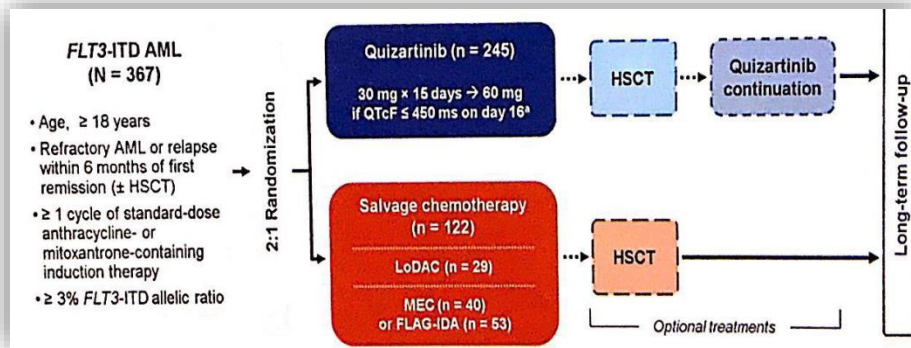 FLT3-ITD AML
(N = 367)
• Age, ≥ 18 years
• Refractory AML or relapse
within 6 months of first
remission (± HSCT)
• ≥ 1 cycle of standard-dose
anthracycline- or
mitoxantrone-containing
induction therapy
• ≥ 3% FLT3-ITD allelic ratio
2:1 Randomization
Quizartinib (n = 245)
30 mg × 15 days → 60 mg
if QTcF ≤ 450 ms on day 16ᵃ
HSCT
Quizartinib
continuation
Salvage chemotherapy
(n = 122)
LoDAC (n = 29)
MEC (n = 40)
or FLAG-IDA (n = 53)
HSCT
Optional treatments
Long-term follow-up